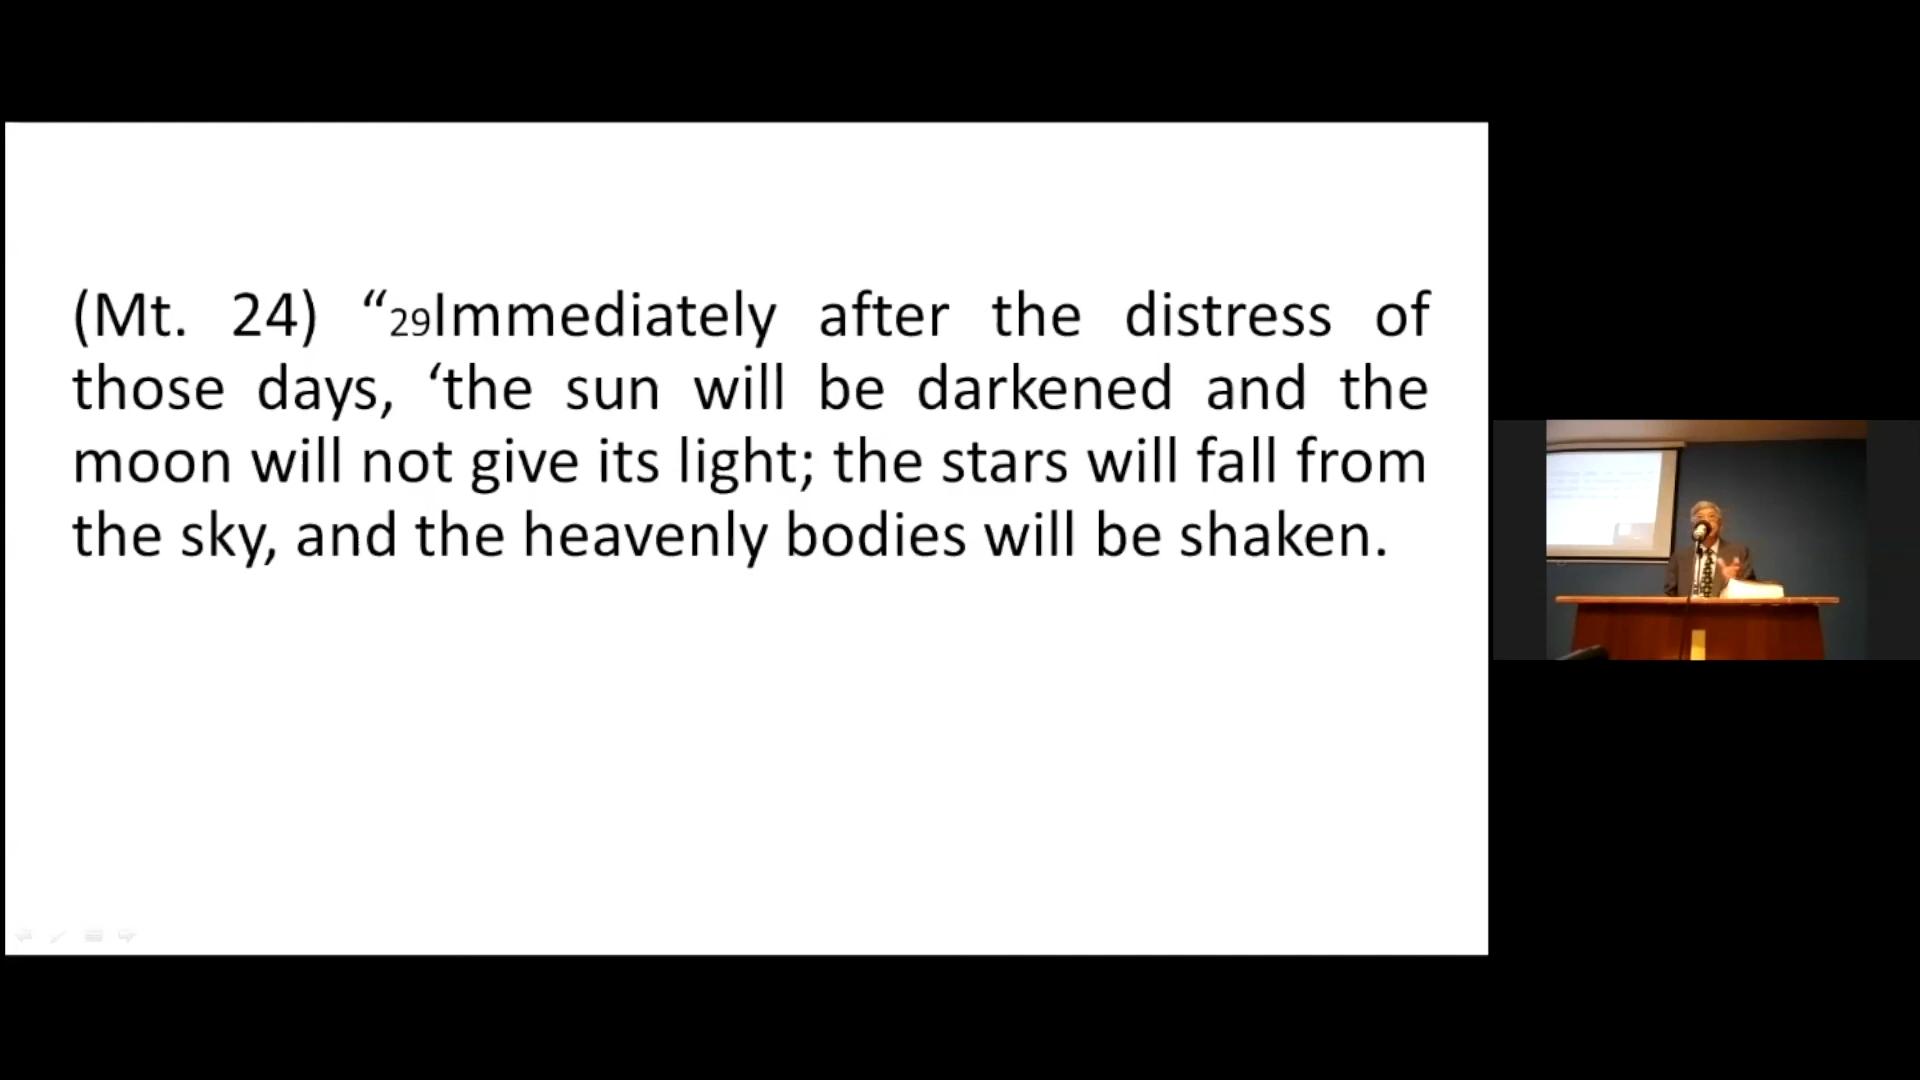 (Mt. 24) “29Immediately after the distress of
those days, ‘the sun will be darkened and the
moon will not give its light; the stars will fall from
the sky, and the heavenly bodies will be shaken.